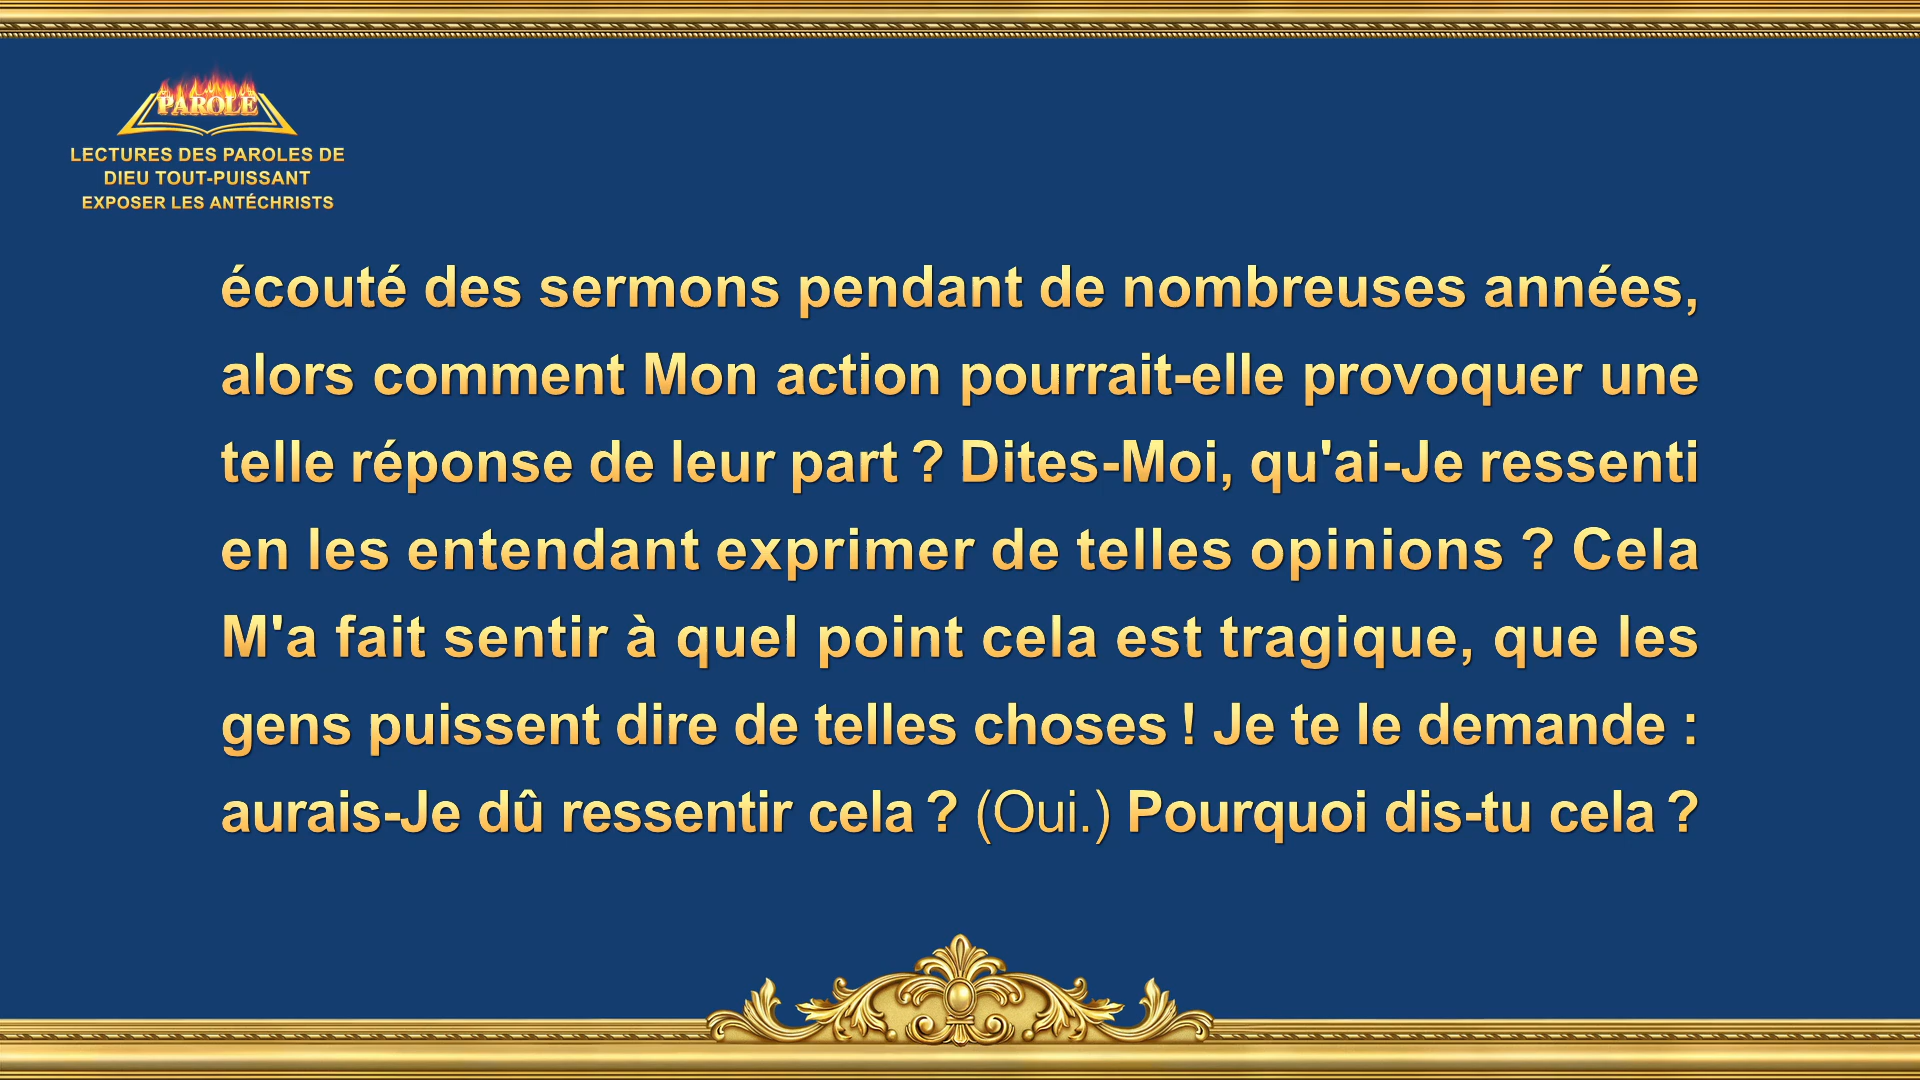 PAROLE
LECTURES DES PAROLES DE
DIEU TOUT-PUISSANT
EXPOSER LES ANTÉCHRISTS
écouté des sermons pendant de nombreuses années,
alors comment Mon action pourrait-elle provoquer une
telle réponse de leur part ? Dites-Moi, qu'ai-Je ressenti
en les entendant exprimer de telles opinions ? Cela
M'a fait sentir à quel point cela est tragique, que les
gens puissent dire de telles choses ! Je te le demande :
aurais-Je dû ressentir cela ? (Oui.) Pourquoi dis-tu cela ?